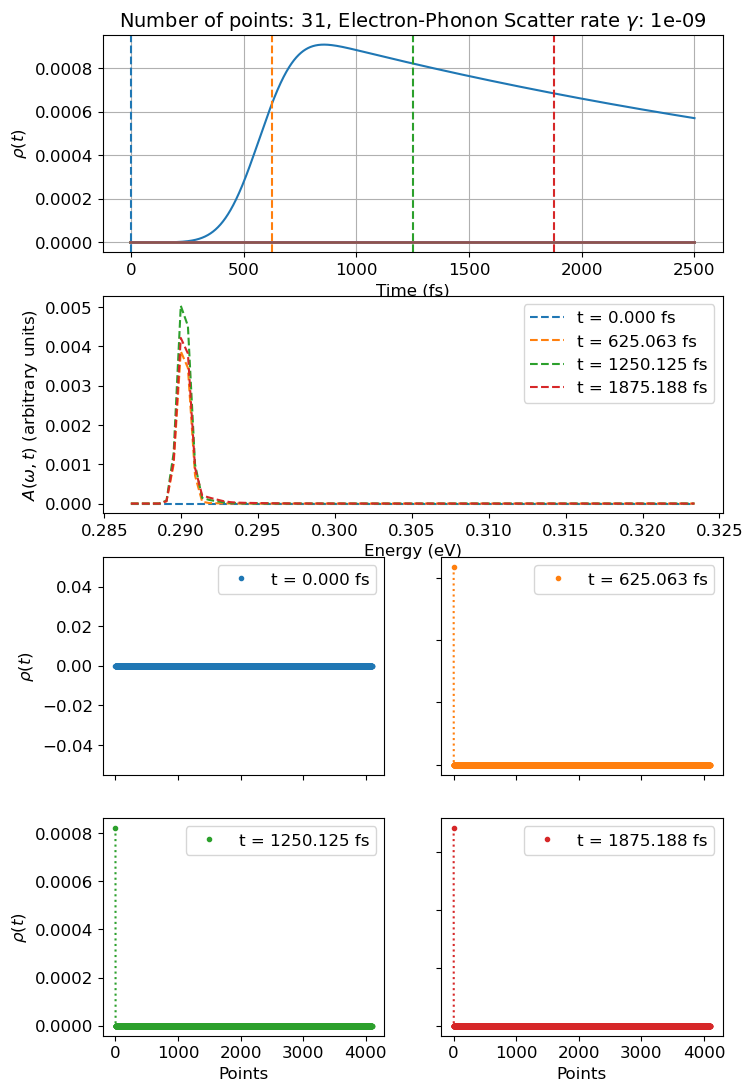 Number of points: 31, Electron-Phonon Scatter rate γ: 1e-09
ρ(t)
0.0008
0.0006
0.0004
0.0002
0.0000
0 500 1000 1500 2000 2500
Time (fs)
A(ω, t) (arbitrary units)
0.005
0.004
0.003
0.002
0.001
0.000
t = 0.000 fs
t = 625.063 fs
t = 1250.125 fs
t = 1875.188 fs
0.285 0.290 0.295 0.300 0.305 0.310 0.315 0.320 0.325
Energy (eV)
ρ(t)
0.04
0.02
0.00
−0.02
−0.04
t = 0.000 fs
t = 625.063 fs
ρ(t)
0.0008
0.0006
0.0004
0.0002
0.0000
t = 1250.125 fs
0 1000 2000 3000 4000
Points
t = 1875.188 fs
0 1000 2000 3000 4000
Points